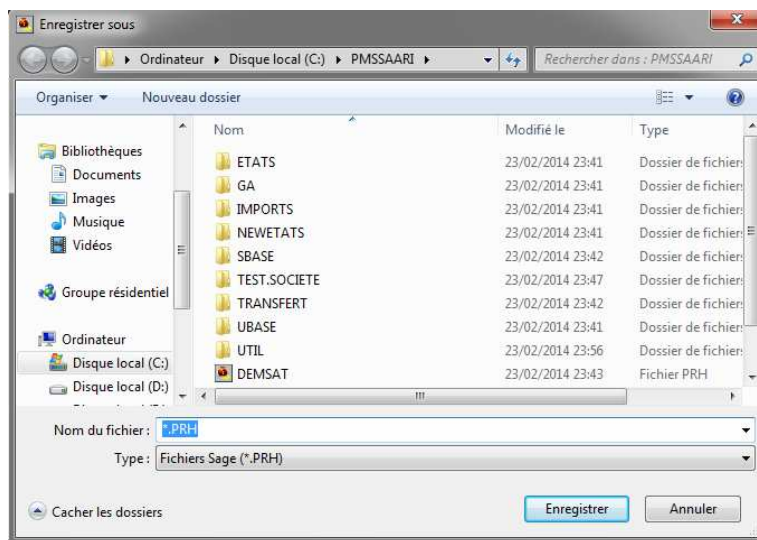 Enregistrer sous
Ordinateur Disque local (C:) PMSSAARI
Rechercher dans : PMSSAARI
Organiser Nouveau dossier
Nom Modifié le Type
Bibliothèques
Documents
Images
Musique
Vidéos
Groupe résidentiel
Ordinateur
Disque local (C:)
Disque local (D:)
ETATS 23/02/2014 23:41 Dossier de fichiers
GA 23/02/2014 23:41 Dossier de fichiers
IMPORTS 23/02/2014 23:41 Dossier de fichiers
NEWETATS 23/02/2014 23:41 Dossier de fichiers
SBASE 23/02/2014 23:42 Dossier de fichiers
TEST.SOCIETE 23/02/2014 23:47 Dossier de fichiers
TRANSFERT 23/02/2014 23:42 Dossier de fichiers
UBASE 23/02/2014 23:41 Dossier de fichiers
UTIL 23/02/2014 23:56 Dossier de fichiers
DEMSAT 23/02/2014 23:43 Fichier PRH
Nom du fichier : *.PRH
Type : Fichiers Sage (*.PRH)
Cacher les dossiers Enregistrer Annuler